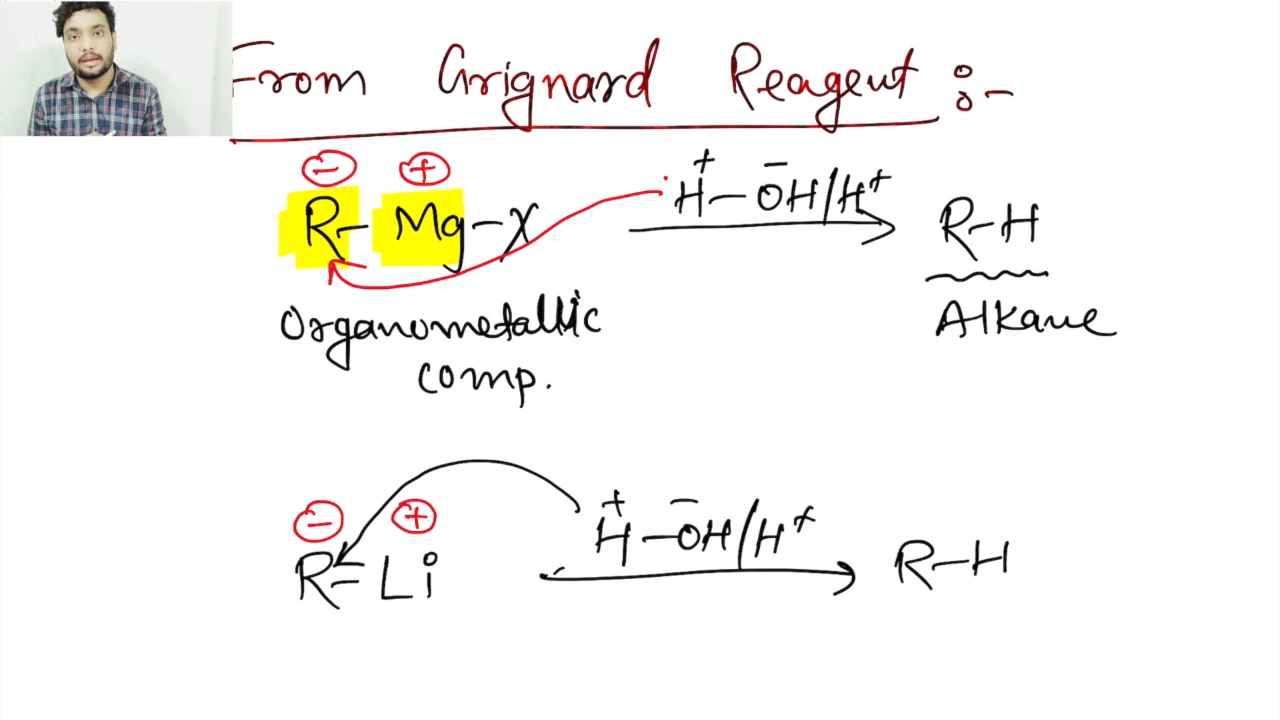 From Grignard Reagent :-
⊖ ⊕
R-Mg-X H⁺-OH⁻/H⁺ R-H
Organometallic Alkane
comp.
⊖ ⊕
R=Li H⁺-OH⁻/H⁺ R-H